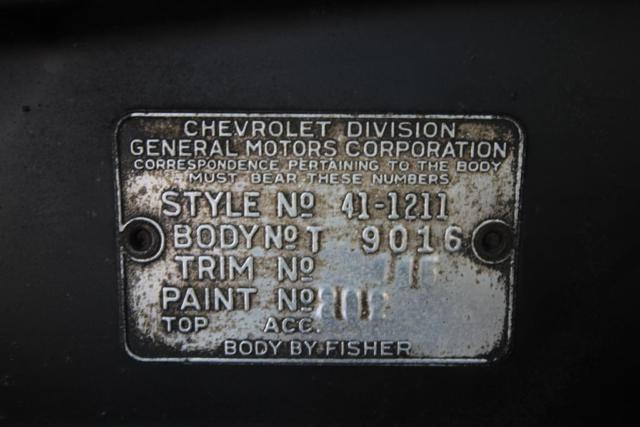 CHEVROLET DIVISION
GENERAL MOTORS CORPORATION
CORRESPONDENCE PERTAINING TO THE BODY
MUST BEAR THESE NUMBERS
STYLE No 41-1211
BODY No T 9016
TRIM No
PAINT No
TOP ACC.
BODY BY FISHER